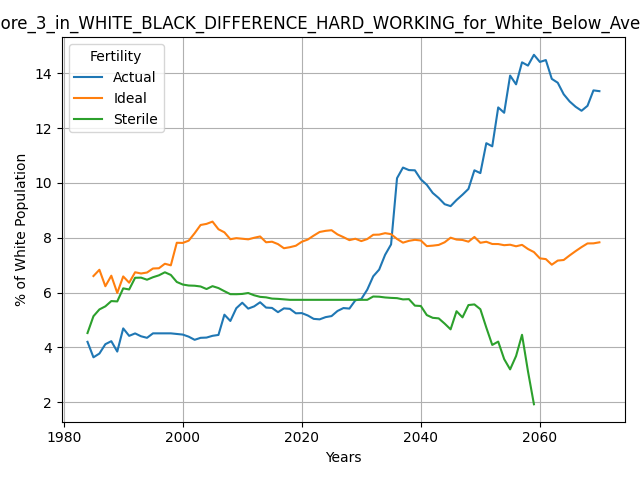 ore_3_in_WHITE_BLACK_DIFFERENCE_HARD_WORKING_for_White_Below_Ave
Fertility
Actual
Ideal
Sterile
% of White Population
14
12
10
8
6
4
2
1980
2000
2020
2040
2060
Years